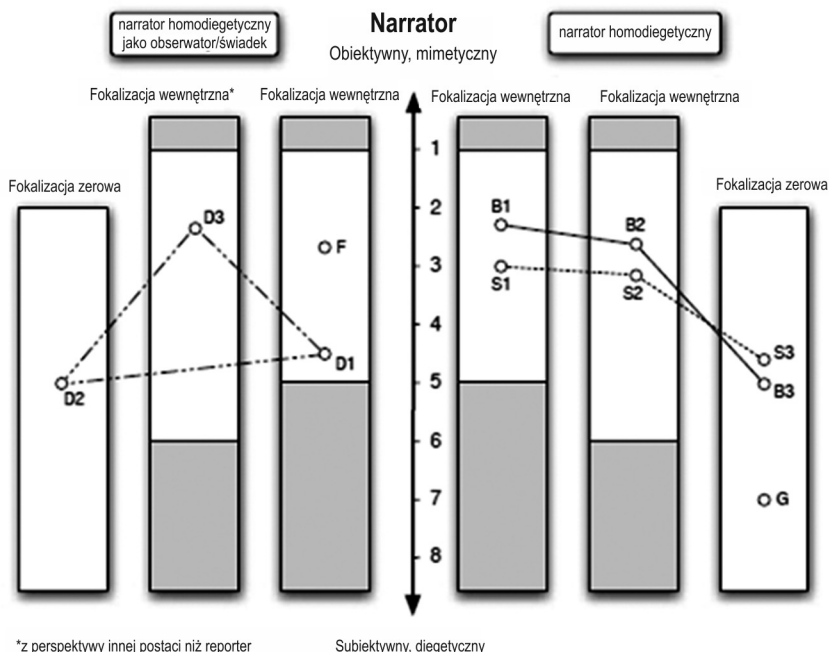 narrator homodiegetyczny
jako obserwator/świadek
Narrator
Obiektywny, mimetyczny
narrator homodiegetyczny
Fokalizacja wewnętrzna*
Fokalizacja wewnętrzna
Fokalizacja wewnętrzna
Fokalizacja wewnętrzna
Fokalizacja zerowa
Fokalizacja zerowa
1
2
3
4
5
6
7
8
D3
F
D1
D2
B1
B2
S1
S2
S3
B3
G
*z perspektywy innej postaci niż reporter
Subiektywny, diegetyczny